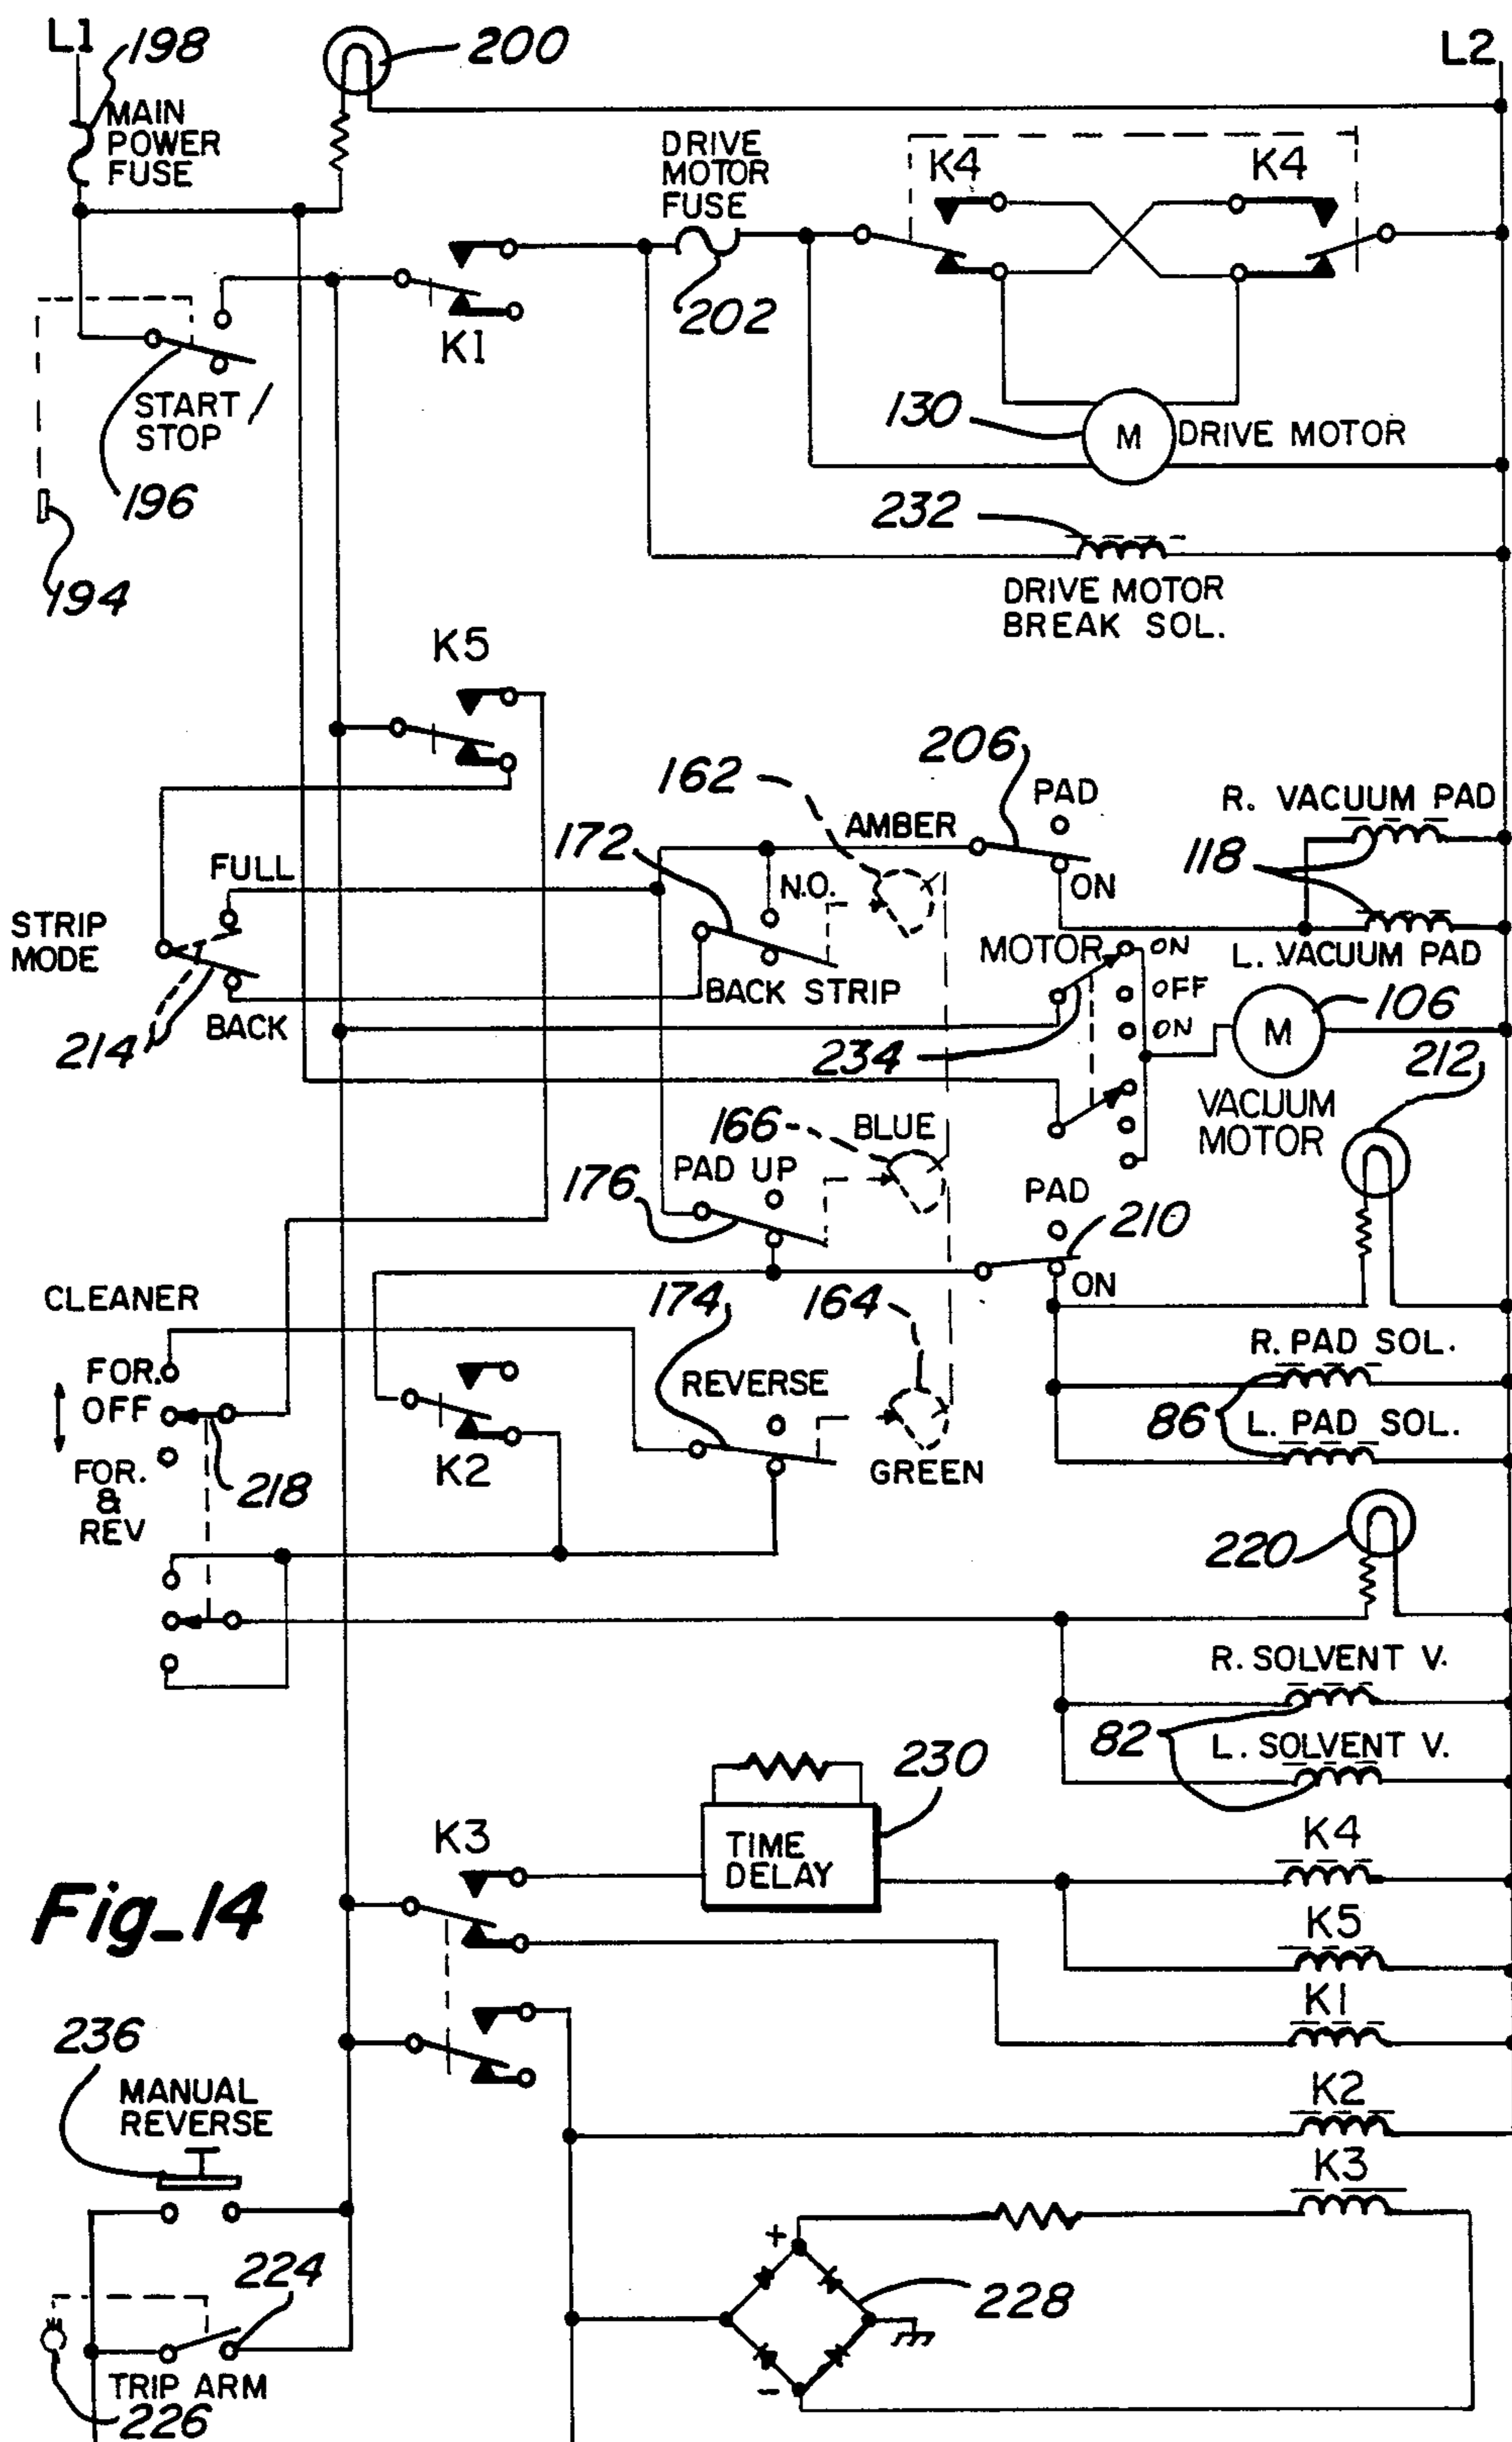 L1
198
200
L2
MAIN
POWER
FUSE
DRIVE
MOTOR
FUSE
K4
K4
202
K1
START /
STOP
196
194
130
M
DRIVE MOTOR
232
DRIVE MOTOR
BREAK SOL.
K5
206
162
PAD
R. VACUUM PAD
172
AMBER
118
FULL
N.O.
ON
STRIP
MODE
MOTOR
ON
L. VACUUM PAD
BACK STRIP
OFF
106
BACK
ON
M
214
234
212
VACUUM
MOTOR
166
BLUE
PAD UP
176
PAD
210
ON
CLEANER
174
164
R. PAD SOL.
FOR.
OFF
REVERSE
86
L. PAD SOL.
FOR.
&
REV
218
K2
GREEN
220
R. SOLVENT V.
82
L. SOLVENT V.
230
K3
TIME
DELAY
K4
Fig_14
K5
K1
236
MANUAL
REVERSE
K2
K3
+
224
228
-
TRIP ARM
226